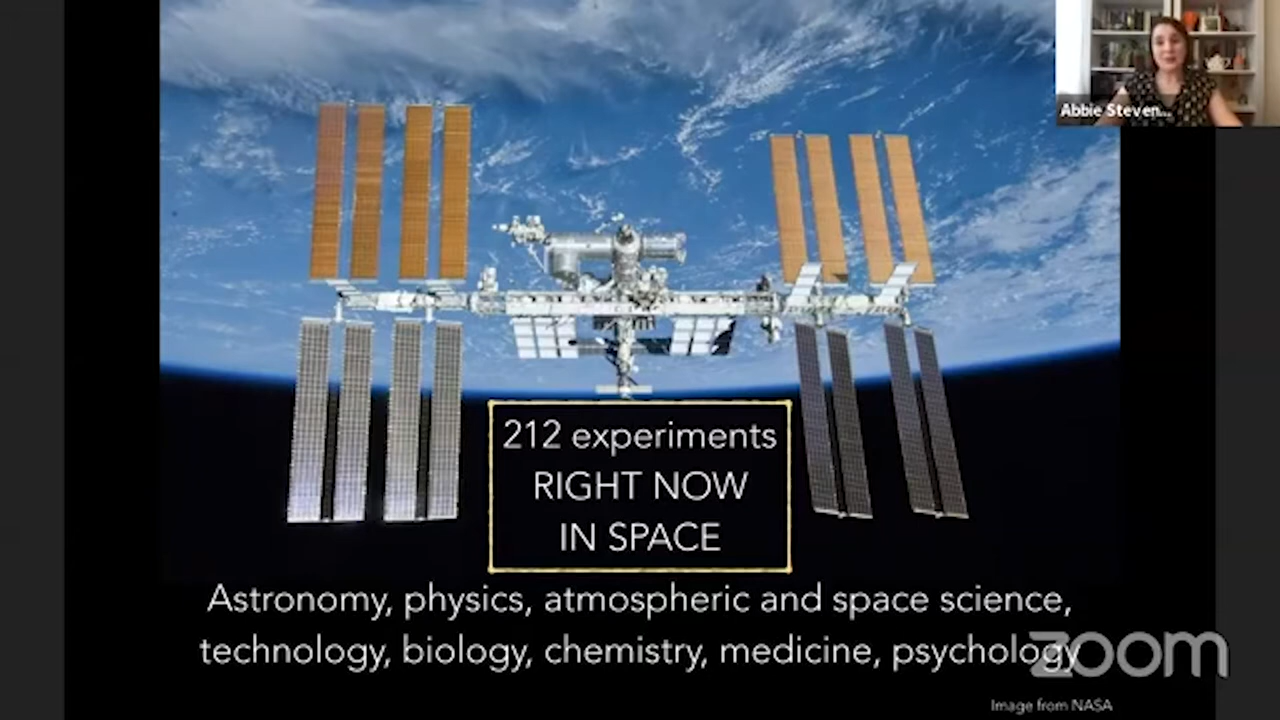 Abbie Steven...
212 experiments
RIGHT NOW
IN SPACE
Astronomy, physics, atmospheric and space science,
technology, biology, chemistry, medicine, psychology
zoom
Image from NASA